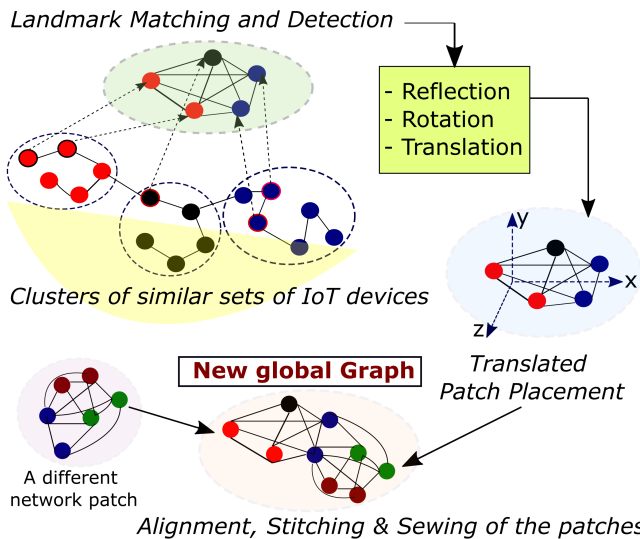 Landmark Matching and Detection
- Reflection
- Rotation
- Translation
y
x
z
Clusters of similar sets of IoT devices
Translated
Patch Placement
New global Graph
A different
network patch
Alignment, Stitching & Sewing of the patches